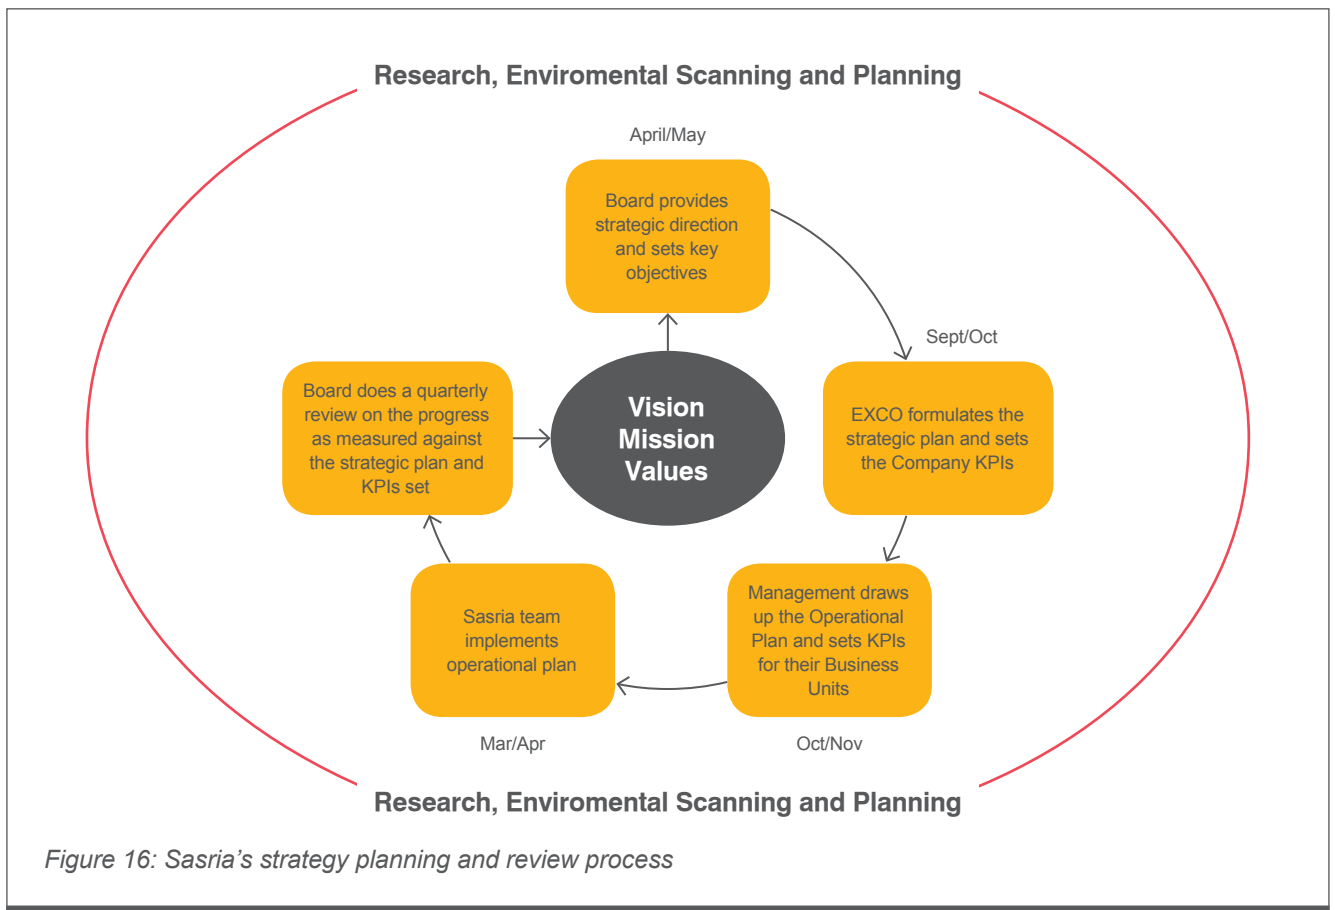 Research, Enviromental Scanning and Planning
April/May
Board provides
strategic direction
and sets key
objectives
Sept/Oct
EXCO formulates the
strategic plan and sets
the Company KPIs
Management draws
up the Operational
Plan and sets KPIs
for their Business
Units
Oct/Nov
Sasria team
implements
operational plan
Mar/Apr
Board does a quarterly
review on the progress
as measured against
the strategic plan and
KPIs set
Vision
Mission
Values
Research, Enviromental Scanning and Planning
Figure 16: Sasria’s strategy planning and review process